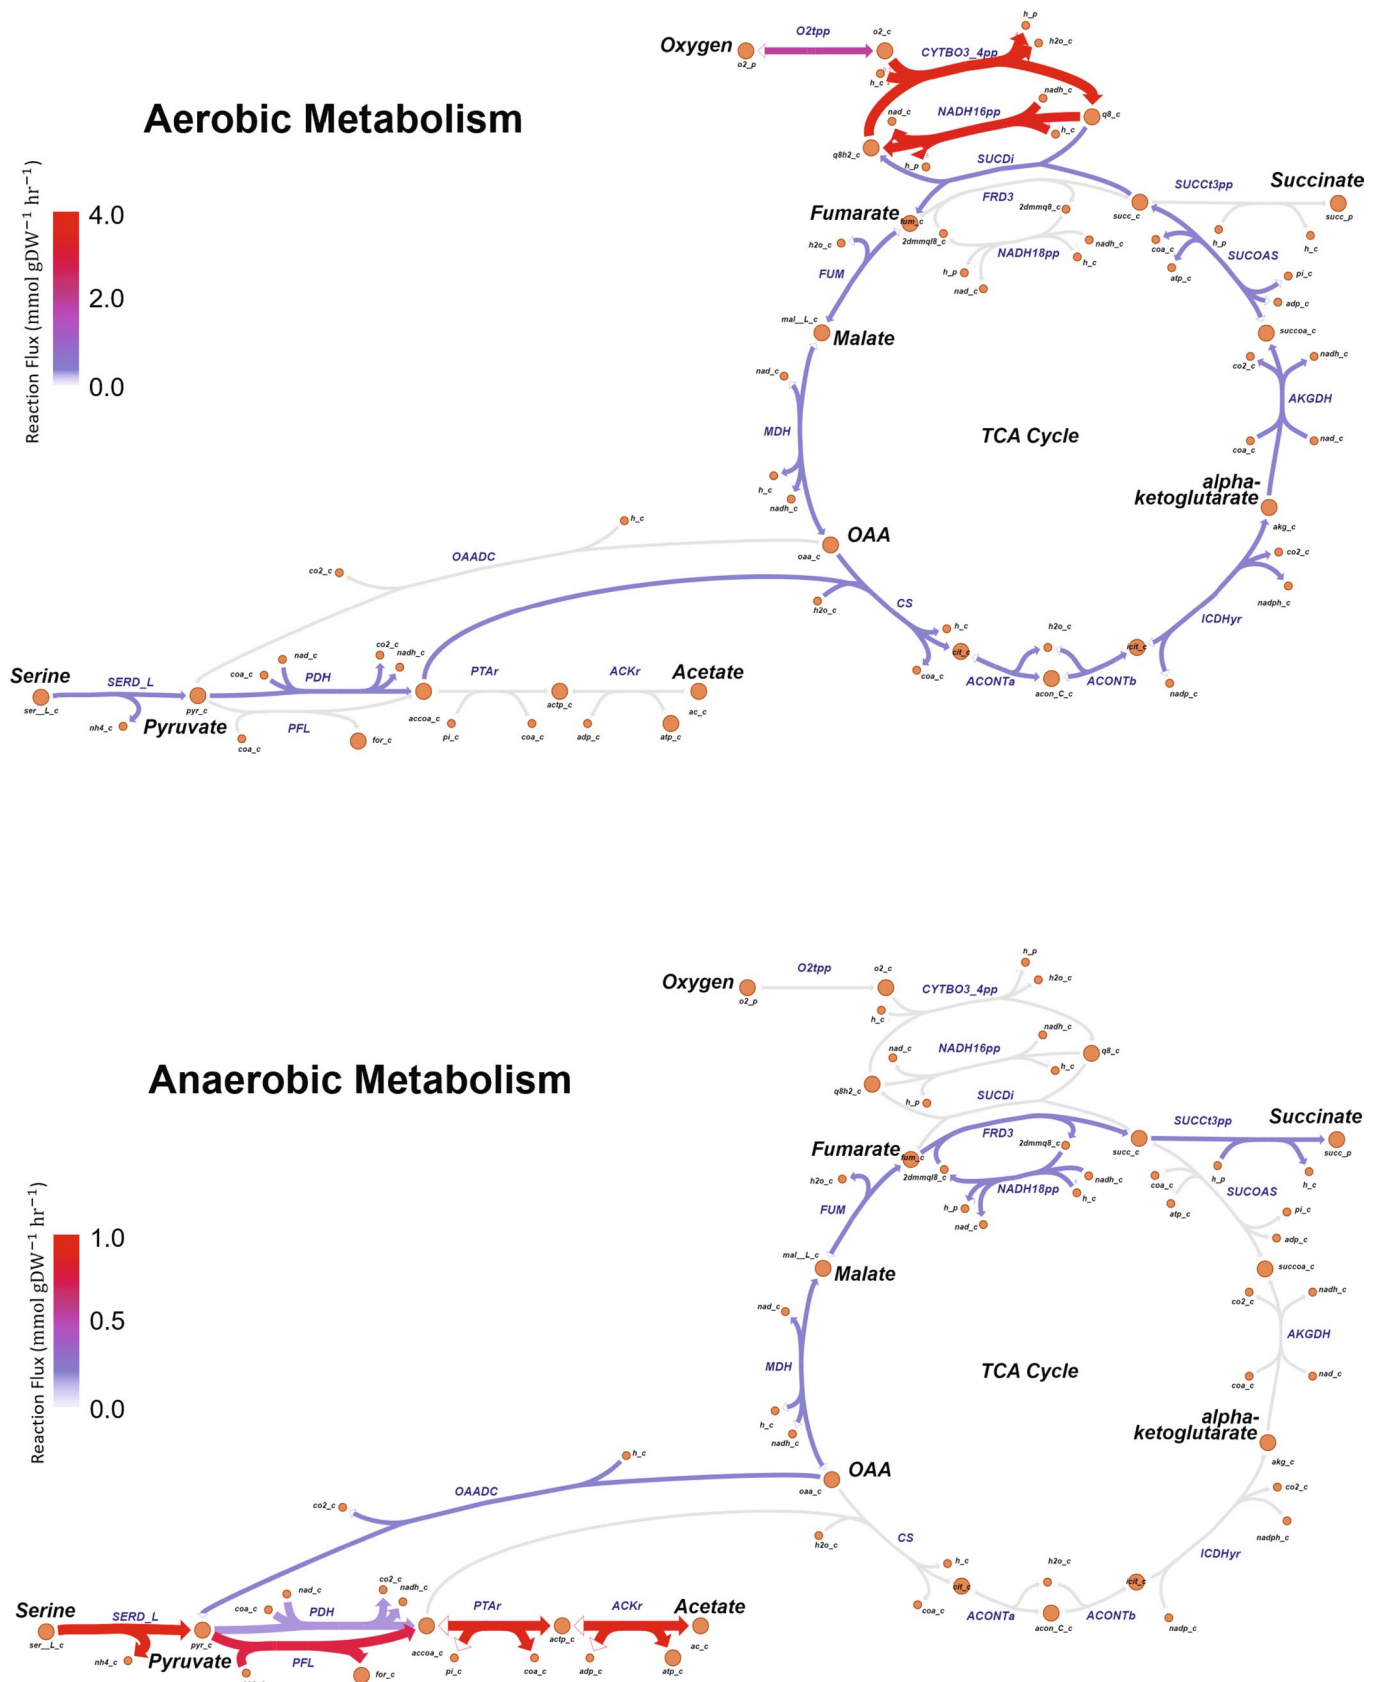 Aerobic Metabolism
Reaction Flux (mmol gDW⁻¹ hr⁻¹)
4.0
2.0
0.0
Oxygen
o2_p
O2tpp
o2_c
CYTBO3_4pp
h_p
h2o_c
h_c
nad_c
NADH16pp
nadh_c
q8_c
h_c
q8h2_c
h_p
SUCDi
Fumarate
fum_c
FRD3
2dmmq8_c
2dmmql8_c
NADH18pp
nadh_c
h_c
h_p
nad_c
succ_c
SUCCt3pp
Succinate
succ_p
h_p
h_c
coa_c
atp_c
SUCOAS
pi_c
adp_c
succoa_c
h2o_c
FUM
mal__L_c
Malate
nad_c
MDH
h_c
nadh_c
TCA Cycle
co2_c
nadh_c
AKGDH
coa_c
nad_c
alpha-
ketoglutarate
akg_c
OAA
oaa_c
h_c
OAADC
co2_c
h2o_c
CS
h_c
coa_c
cit_c
ACONTa
h2o_c
acon_C_c
ACONTb
icit_c
ICDHyr
co2_c
nadph_c
nadp_c
Serine
ser__L_c
SERD_L
nh4_c
pyr_c
Pyruvate
coa_c
nad_c
PDH
co2_c
nadh_c
coa_c
PFL
for_c
accoa_c
PTAr
pi_c
coa_c
actp_c
ACKr
adp_c
atp_c
Acetate
ac_c
Anaerobic Metabolism
Reaction Flux (mmol gDW⁻¹ hr⁻¹)
1.0
0.5
0.0
Oxygen
o2_p
O2tpp
o2_c
CYTBO3_4pp
h_p
h2o_c
h_c
nad_c
NADH16pp
nadh_c
q8_c
h_c
q8h2_c
h_p
SUCDi
Fumarate
fum_c
FRD3
2dmmq8_c
2dmmql8_c
NADH18pp
nadh_c
h_c
h_p
nad_c
succ_c
SUCCt3pp
Succinate
succ_p
h_p
h_c
coa_c
atp_c
SUCOAS
pi_c
adp_c
succoa_c
h2o_c
FUM
mal__L_c
Malate
nad_c
MDH
h_c
nadh_c
TCA Cycle
co2_c
nadh_c
AKGDH
coa_c
nad_c
alpha-
ketoglutarate
akg_c
OAA
oaa_c
h_c
OAADC
co2_c
h2o_c
CS
h_c
coa_c
cit_c
ACONTa
h2o_c
acon_C_c
ACONTb
icit_c
ICDHyr
co2_c
nadph_c
nadp_c
Serine
ser__L_c
SERD_L
nh4_c
pyr_c
Pyruvate
coa_c
nad_c
PDH
co2_c
nadh_c
PFL
for_c
accoa_c
PTAr
pi_c
coa_c
actp_c
ACKr
adp_c
atp_c
Acetate
ac_c